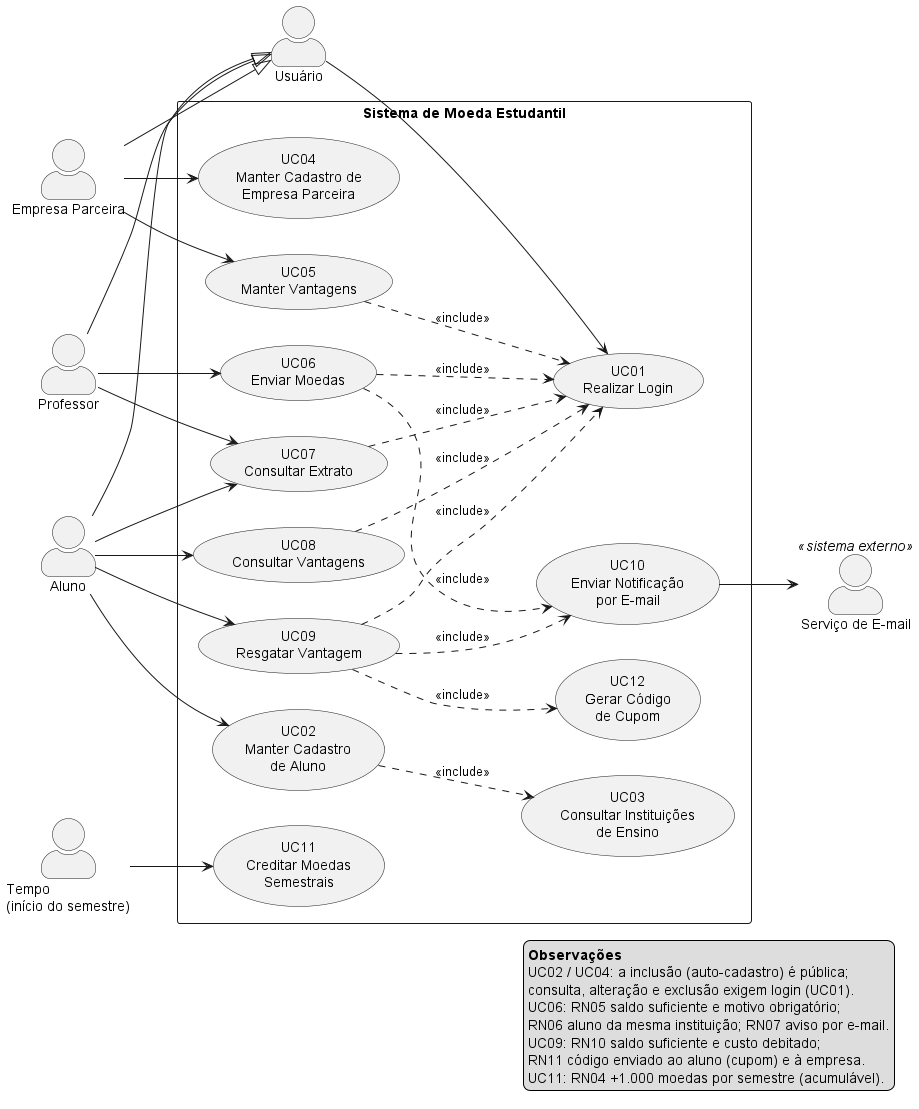 Usuário
Sistema de Moeda Estudantil
UC04
Manter Cadastro de
Empresa Parceira
Empresa Parceira
UC05
Manter Vantagens
«include»
UC06
Enviar Moedas
«include»
UC01
Realizar Login
Professor
«include»
UC07
Consultar Extrato
«include»
«include»
Aluno
UC08
Consultar Vantagens
«sistema externo»
Serviço de E-mail
UC10
Enviar Notificação
por E-mail
«include»
UC09
Resgatar Vantagem
«include»
«include»
UC12
Gerar Código
de Cupom
UC02
Manter Cadastro
de Aluno
«include»
UC03
Consultar Instituições
de Ensino
Tempo
(início do semestre)
UC11
Creditar Moedas
Semestrais
Observações
UC02 / UC04: a inclusão (auto-cadastro) é pública;
consulta, alteração e exclusão exigem login (UC01).
UC06: RN05 saldo suficiente e motivo obrigatório;
RN06 aluno da mesma instituição; RN07 aviso por e-mail.
UC09: RN10 saldo suficiente e custo debitado;
RN11 código enviado ao aluno (cupom) e à empresa.
UC11: RN04 +1.000 moedas por semestre (acumulável).